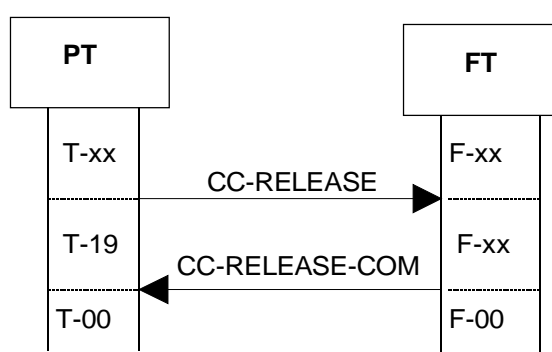 PT
FT
T-xx
F-xx
CC-RELEASE
T-19
F-xx
CC-RELEASE-COM
T-00
F-00